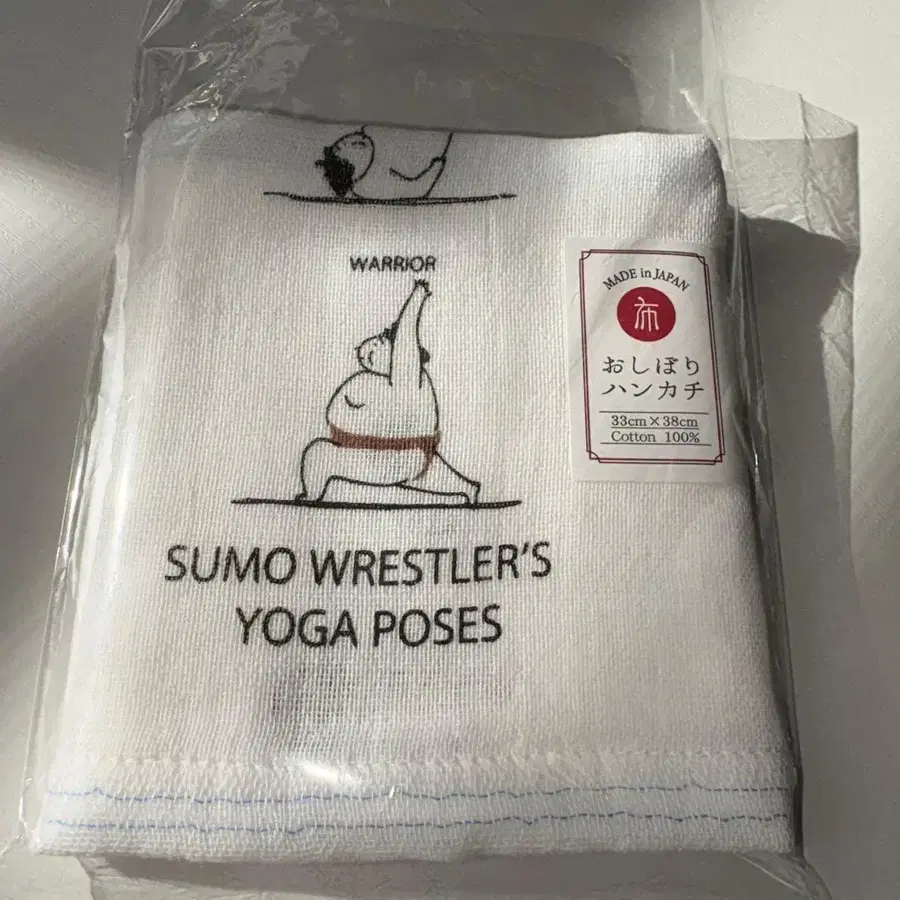 WARRIOR
SUMO WRESTLER'S
YOGA POSES
MADE in JAPAN
布
おしぼり
ハンカチ
33cm×38cm
Cotton 100%